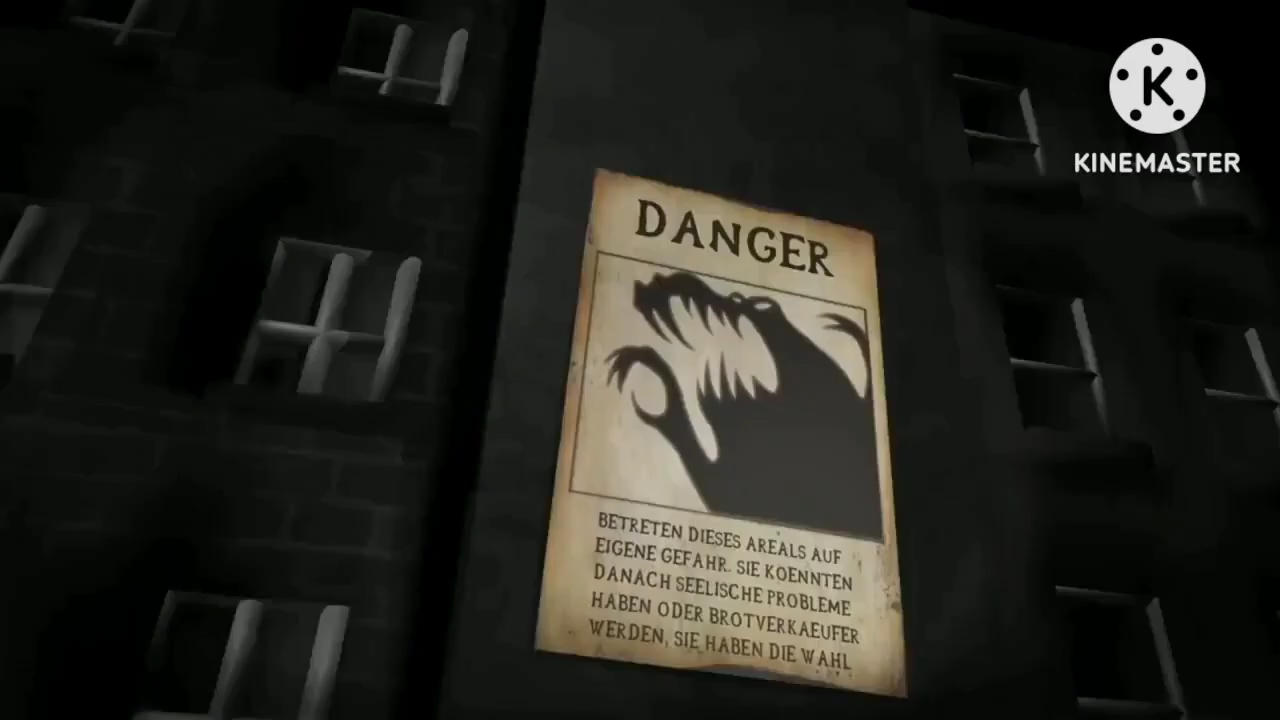 KINEMASTER
DANGER
BETRETEN DIESES AREALS AUF
EIGENE GEFAHR. SIE KOENNTEN
DANACH SEELISCHE PROBLEME
HABEN ODER BROTVERKAEUFER
WERDEN, SIE HABEN DIE WAHL